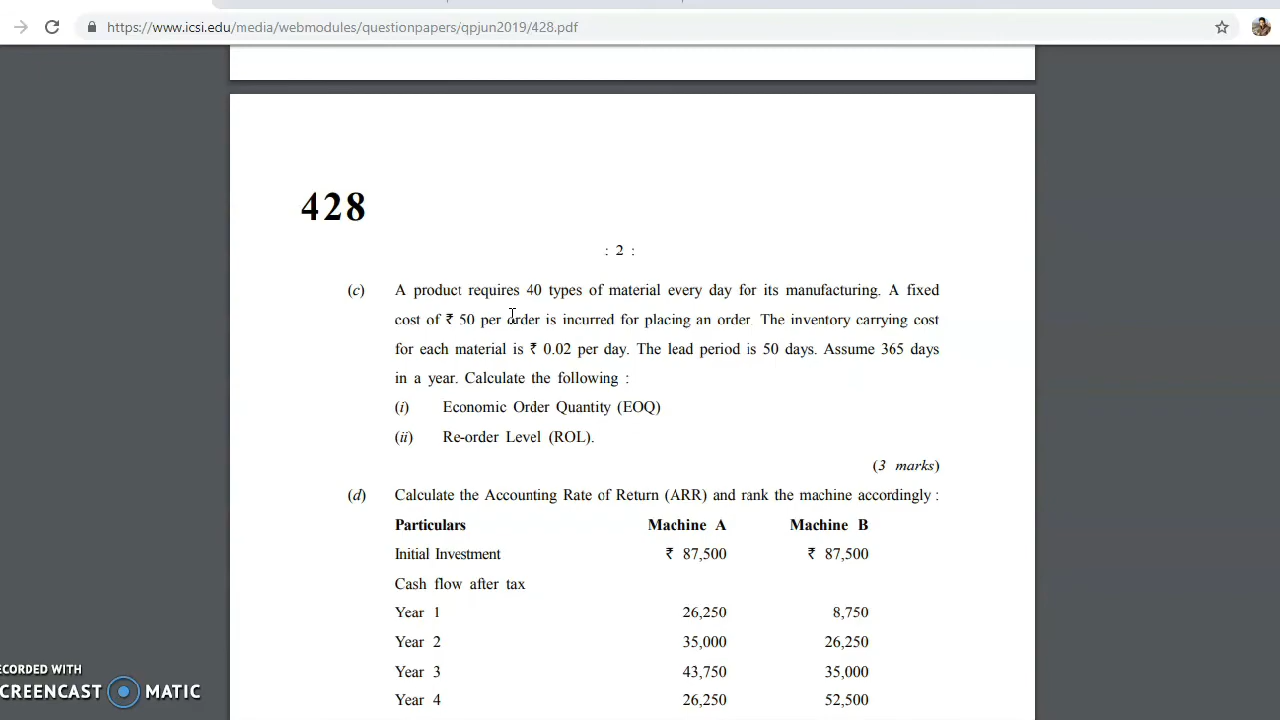 https://www.icsi.edu/media/webmodules/questionpapers/qpjun2019/428.pdf
428
: 2 :
(c) A product requires 40 types of material every day for its manufacturing. A fixed
cost of ₹ 50 per order is incurred for placing an order. The inventory carrying cost
for each material is ₹ 0.02 per day. The lead period is 50 days. Assume 365 days
in a year. Calculate the following :
(i) Economic Order Quantity (EOQ)
(ii) Re-order Level (ROL).
(3 marks)
(d) Calculate the Accounting Rate of Return (ARR) and rank the machine accordingly :
Particulars Machine A Machine B
Initial Investment ₹ 87,500 ₹ 87,500
Cash flow after tax
Year 1 26,250 8,750
Year 2 35,000 26,250
Year 3 43,750 35,000
Year 4 26,250 52,500
ECORDED WITH
CREENCAST MATIC